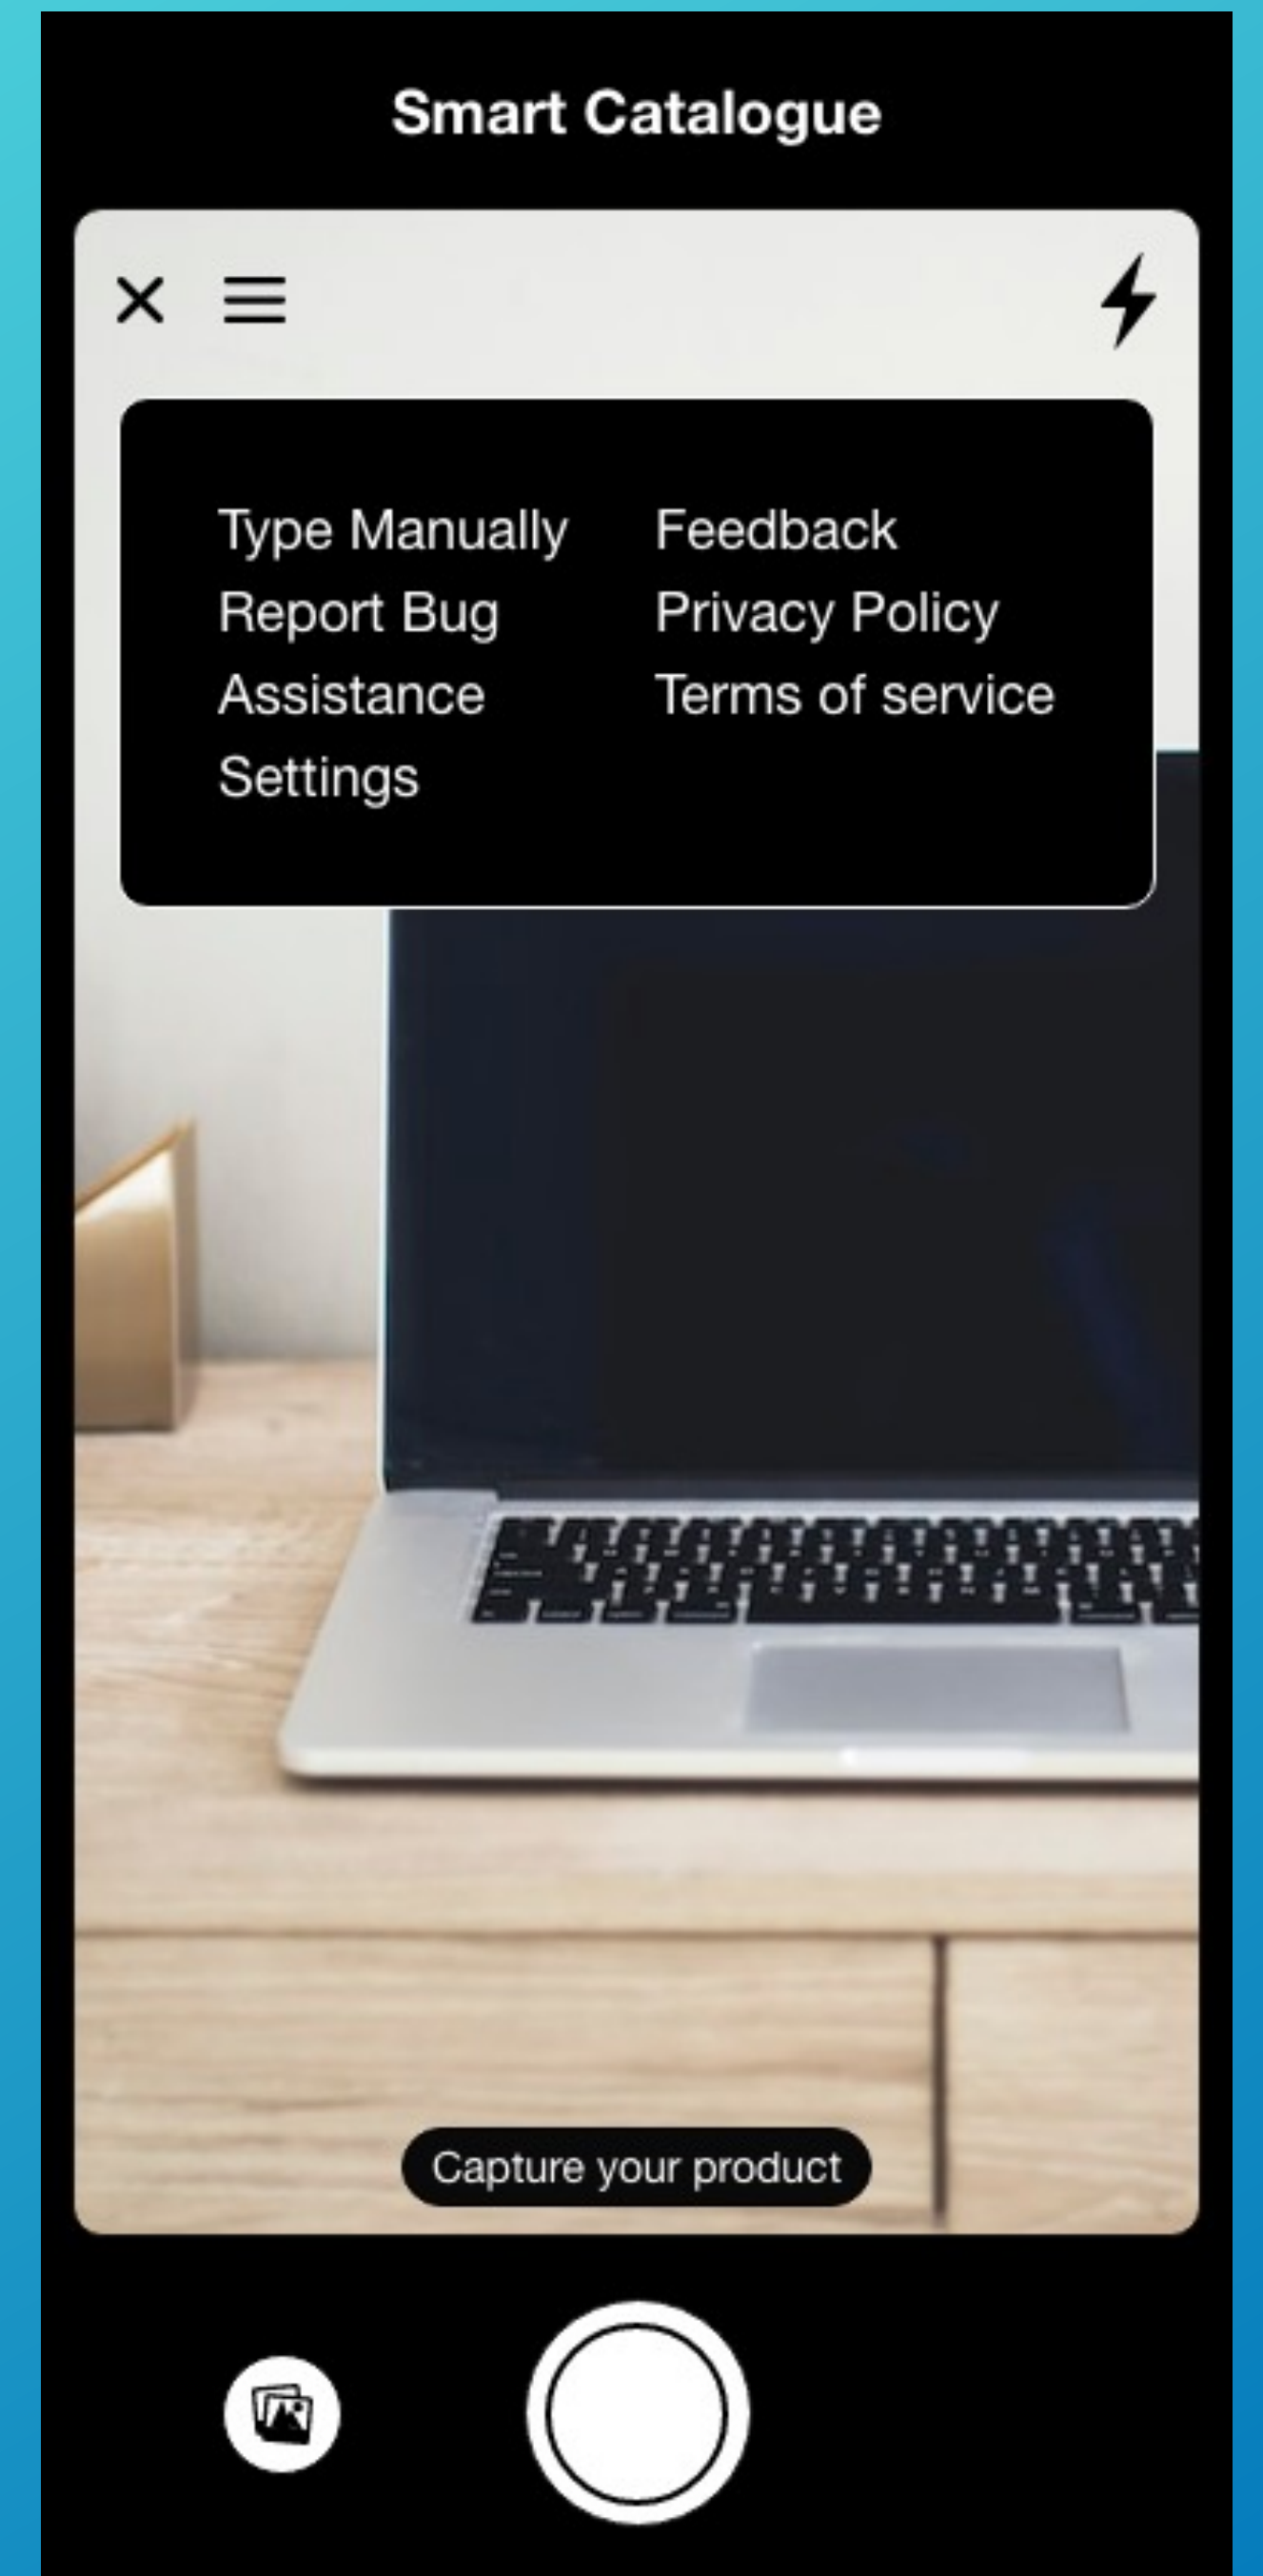 Smart Catalogue
Type Manually
Report Bug
Assistance
Settings
Feedback
Privacy Policy
Terms of service
Capture your product